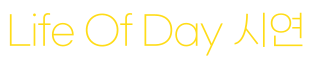 Life Of Day 시연